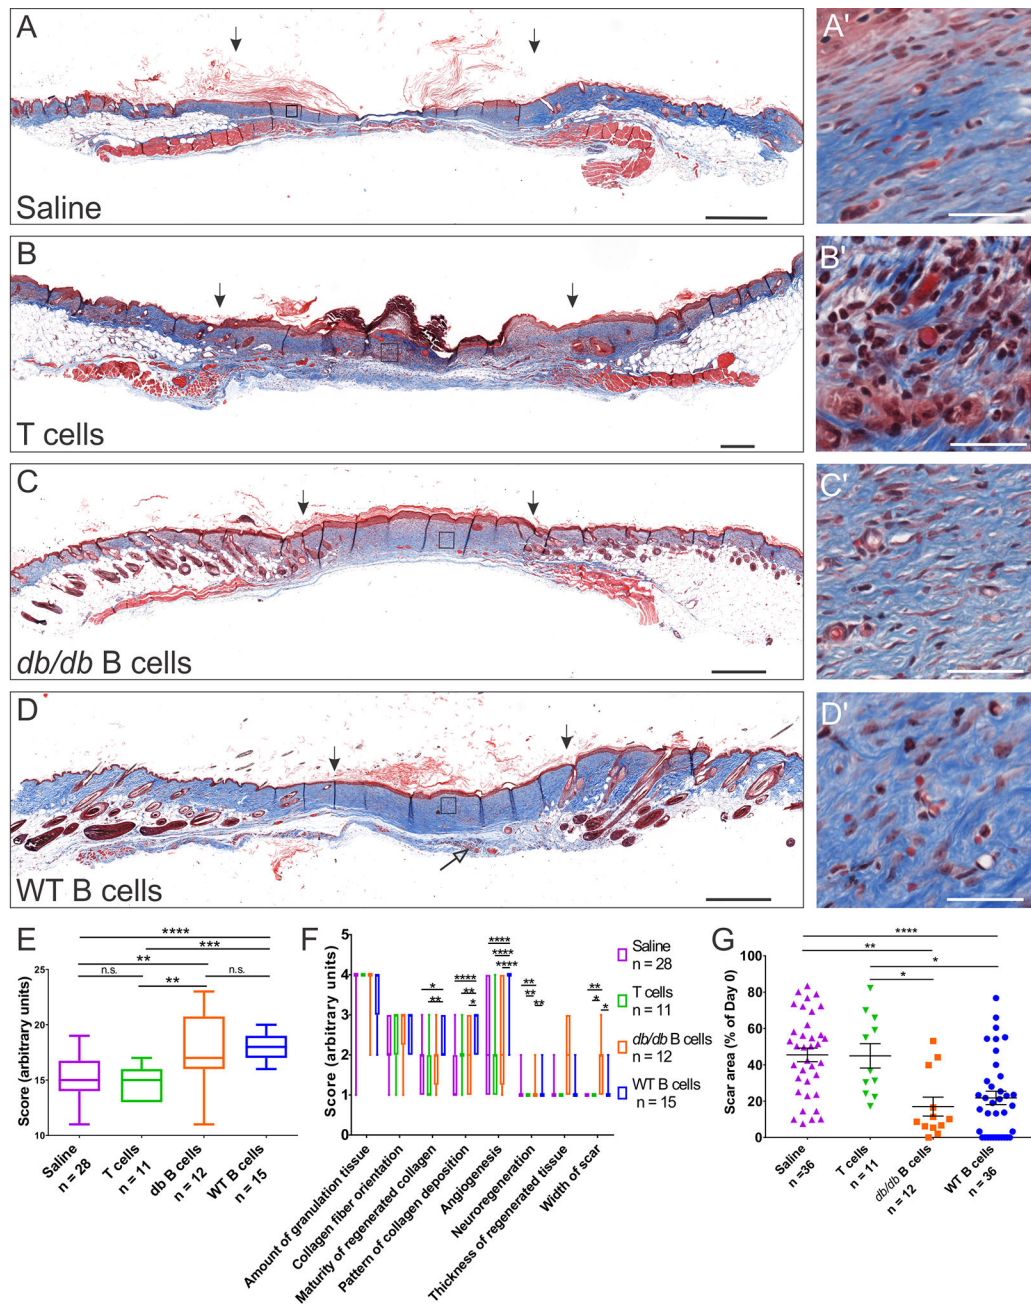 A
Saline
A'
B
T cells
B'
C
db/db B cells
C'
D
WT B cells
D'
E
Score (arbitrary units)
25
20
15
10
****
***
**
n.s.
**
n.s.
Saline
n = 28
T cells
n = 11
db B cells
n = 12
WT B cells
n = 15
F
Score (arbitrary units)
5
4
3
2
1
0
*
**
****
**
*
****
****
****
**
**
**
**
*
*
Saline
n = 28
T cells
n = 11
db/db B cells
n = 12
WT B cells
n = 15
Amount of granulation tissue
Collagen fiber orientation
Maturity of regenerated collagen
Pattern of collagen deposition
Angiogenesis
Neuroregeneration
Thickness of regenerated tissue
Width of scar
G
Scar area (% of Day 0)
100
80
60
40
20
0
****
**
*
*
Saline
n =36
T cells
n = 11
db/db B cells
n = 12
WT B cells
n = 36